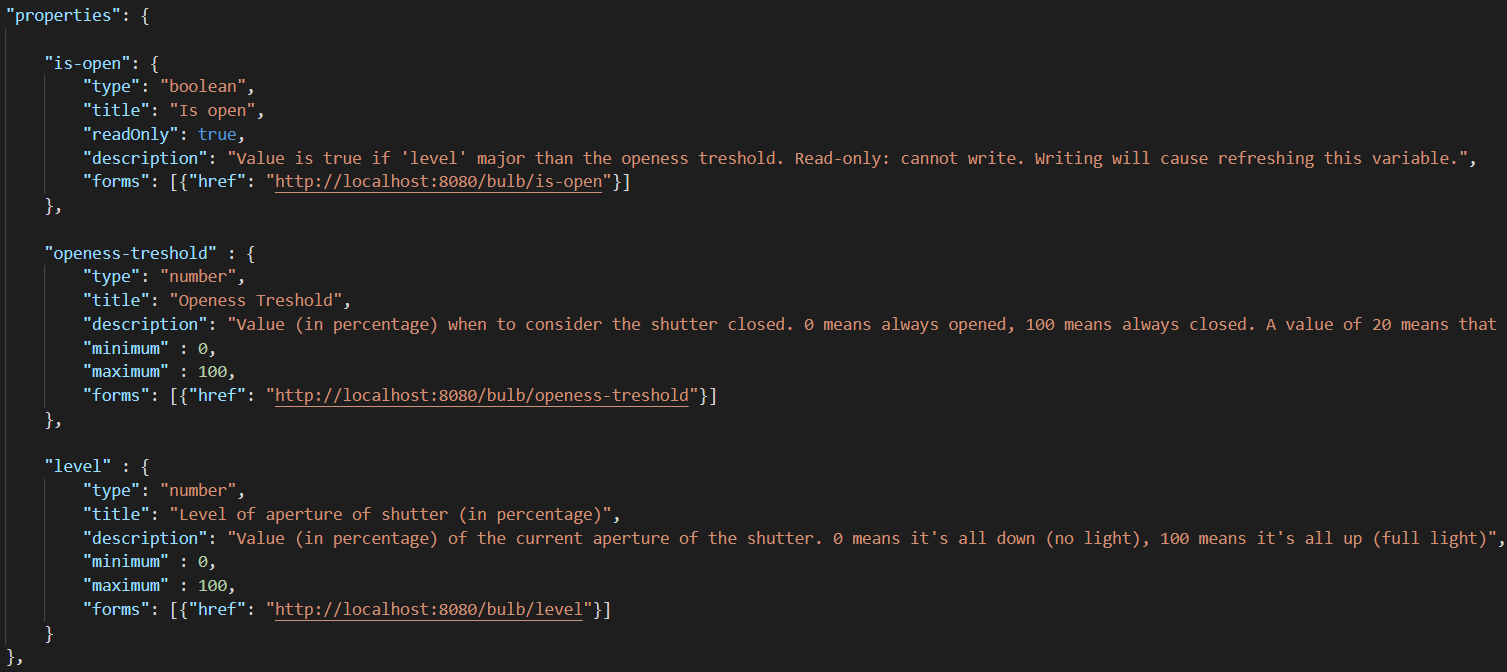 "properties": {
"is-open": {
"type": "boolean",
"title": "Is open",
"readOnly": true,
"description": "Value is true if 'level' major than the openess treshold. Read-only: cannot write. Writing will cause refreshing this variable.",
"forms": [{"href": "http://localhost:8080/bulb/is-open"}]
},
"openess-treshold" : {
"type": "number",
"title": "Openess Treshold",
"description": "Value (in percentage) when to consider the shutter closed. 0 means always opened, 100 means always closed. A value of 20 means that
"minimum" : 0,
"maximum" : 100,
"forms": [{"href": "http://localhost:8080/bulb/openess-treshold"}]
},
"level" : {
"type": "number",
"title": "Level of aperture of shutter (in percentage)",
"description": "Value (in percentage) of the current aperture of the shutter. 0 means it's all down (no light), 100 means it's all up (full light)",
"minimum" : 0,
"maximum" : 100,
"forms": [{"href": "http://localhost:8080/bulb/level"}]
}
},